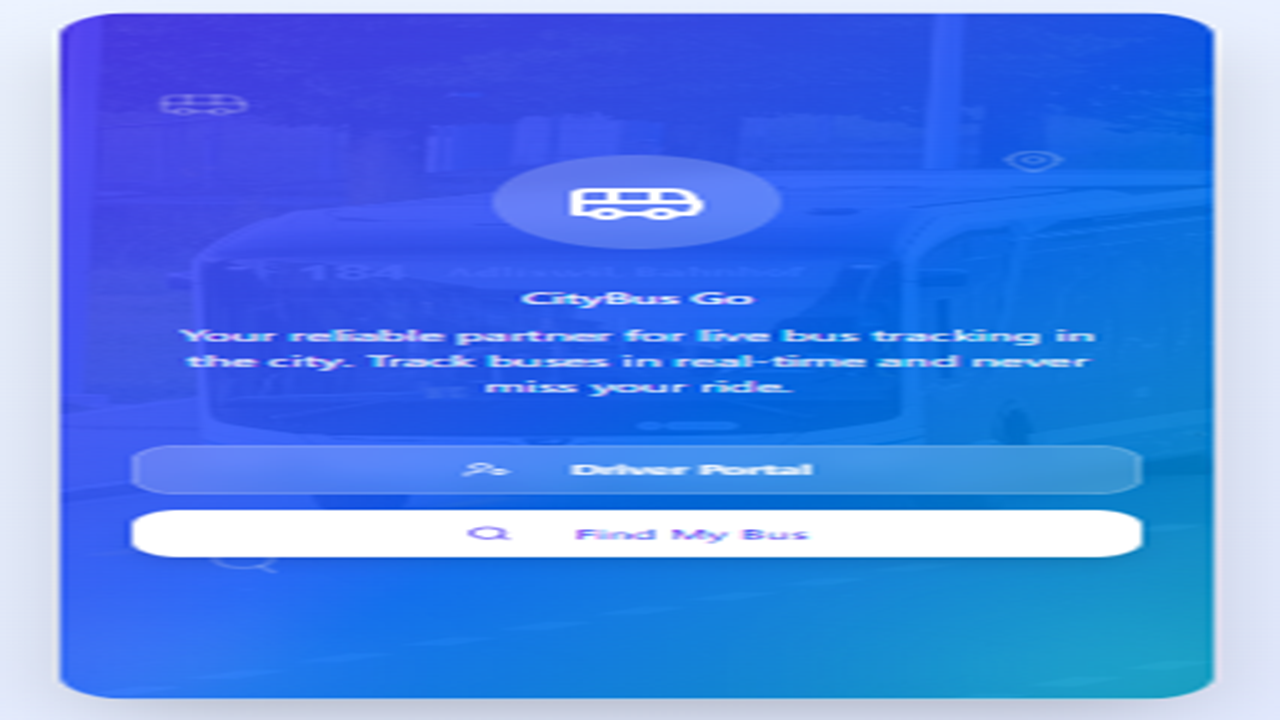 184 Adliswil Bahnhof
CityBus Go
Your reliable partner for live bus tracking in
the city. Track buses in real-time and never
miss your ride.
Driver Portal
Find My Bus